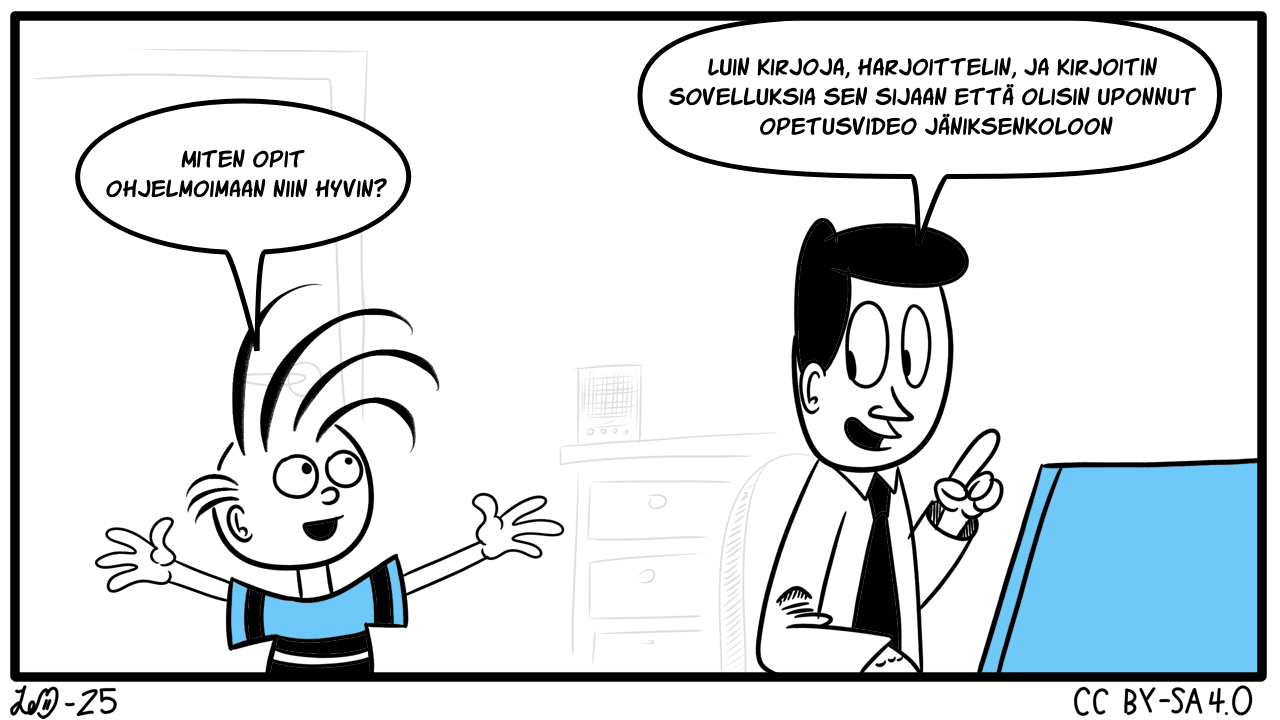 MITEN OPIT
OHJELMOIMAAN NIIN HYVIN?
LUIN KIRJOJA, HARJOITTELIN, JA KIRJOITIN
SOVELLUKSIA SEN SIJAAN ETTÄ OLISIN UPONNUT
OPETUSVIDEO JÄNIKSENKOLOON
-25
CC BY-SA 4.0